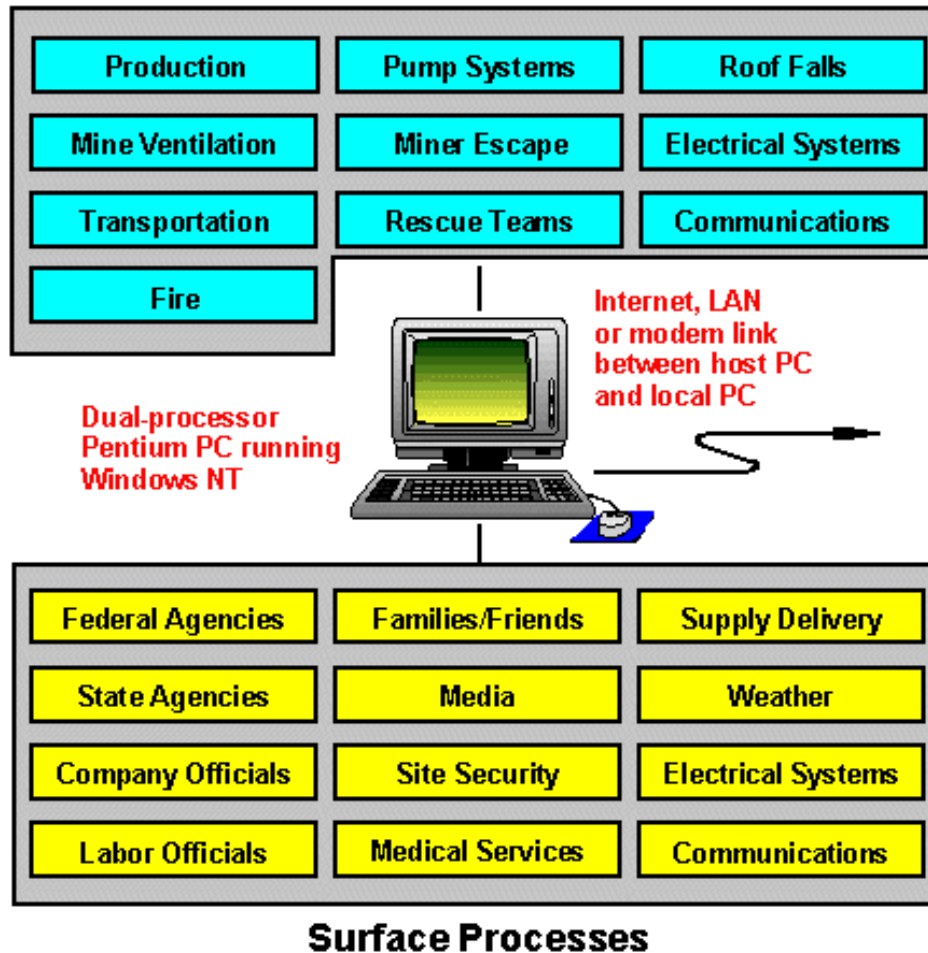 Production
Pump Systems
Roof Falls
Mine Ventilation
Miner Escape
Electrical Systems
Transportation
Rescue Teams
Communications
Fire
Internet, LAN
or modem link
between host PC
and local PC
Dual-processor
Pentium PC running
Windows NT
Federal Agencies
Families/Friends
Supply Delivery
State Agencies
Media
Weather
Company Officials
Site Security
Electrical Systems
Labor Officials
Medical Services
Communications
Surface Processes